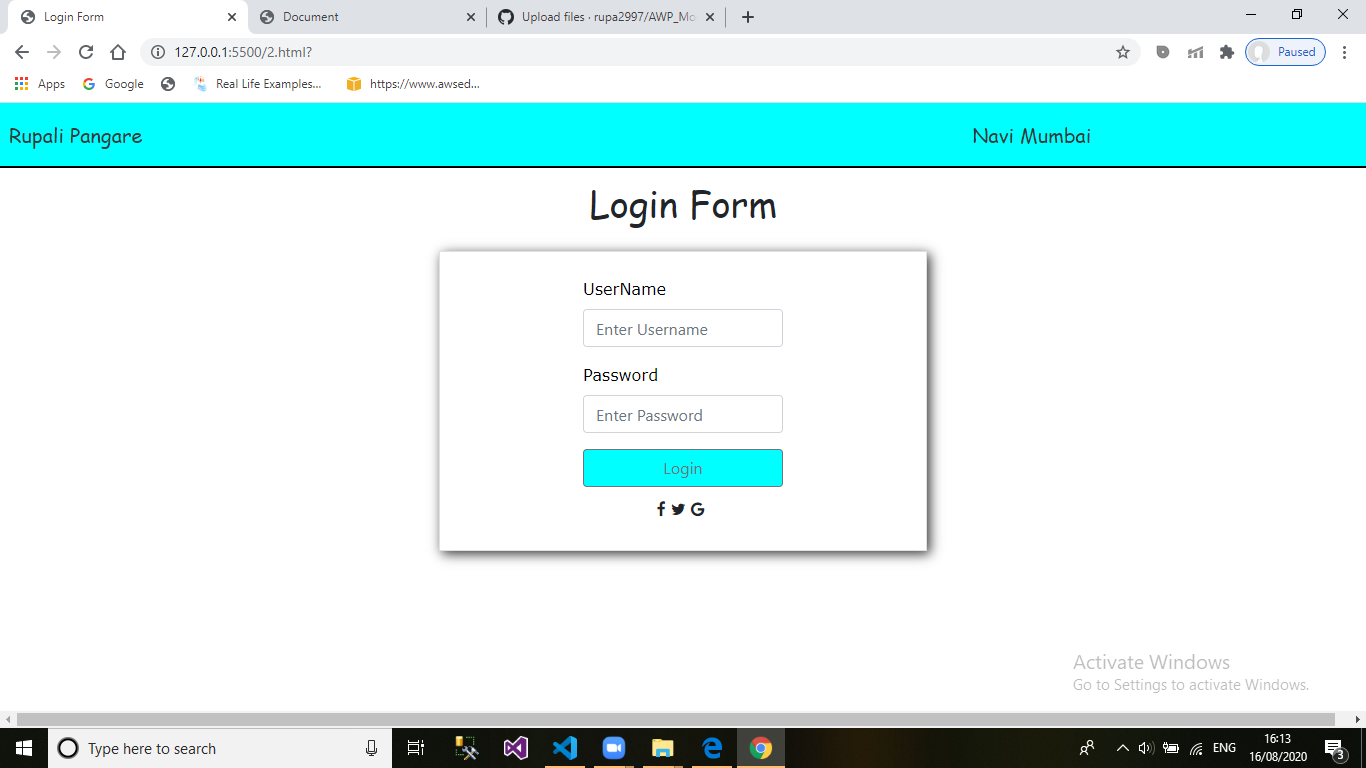 Login Form
Document
Upload files · rupa2997/AWP_Mo
127.0.0.1:5500/2.html?
Paused
Apps
Google
Real Life Examples...
https://www.awsed...
Rupali Pangare
Navi Mumbai
Login Form
UserName
Enter Username
Password
Enter Password
Login
Activate Windows
Go to Settings to activate Windows.
Type here to search
ENG
16:13
16/08/2020
3